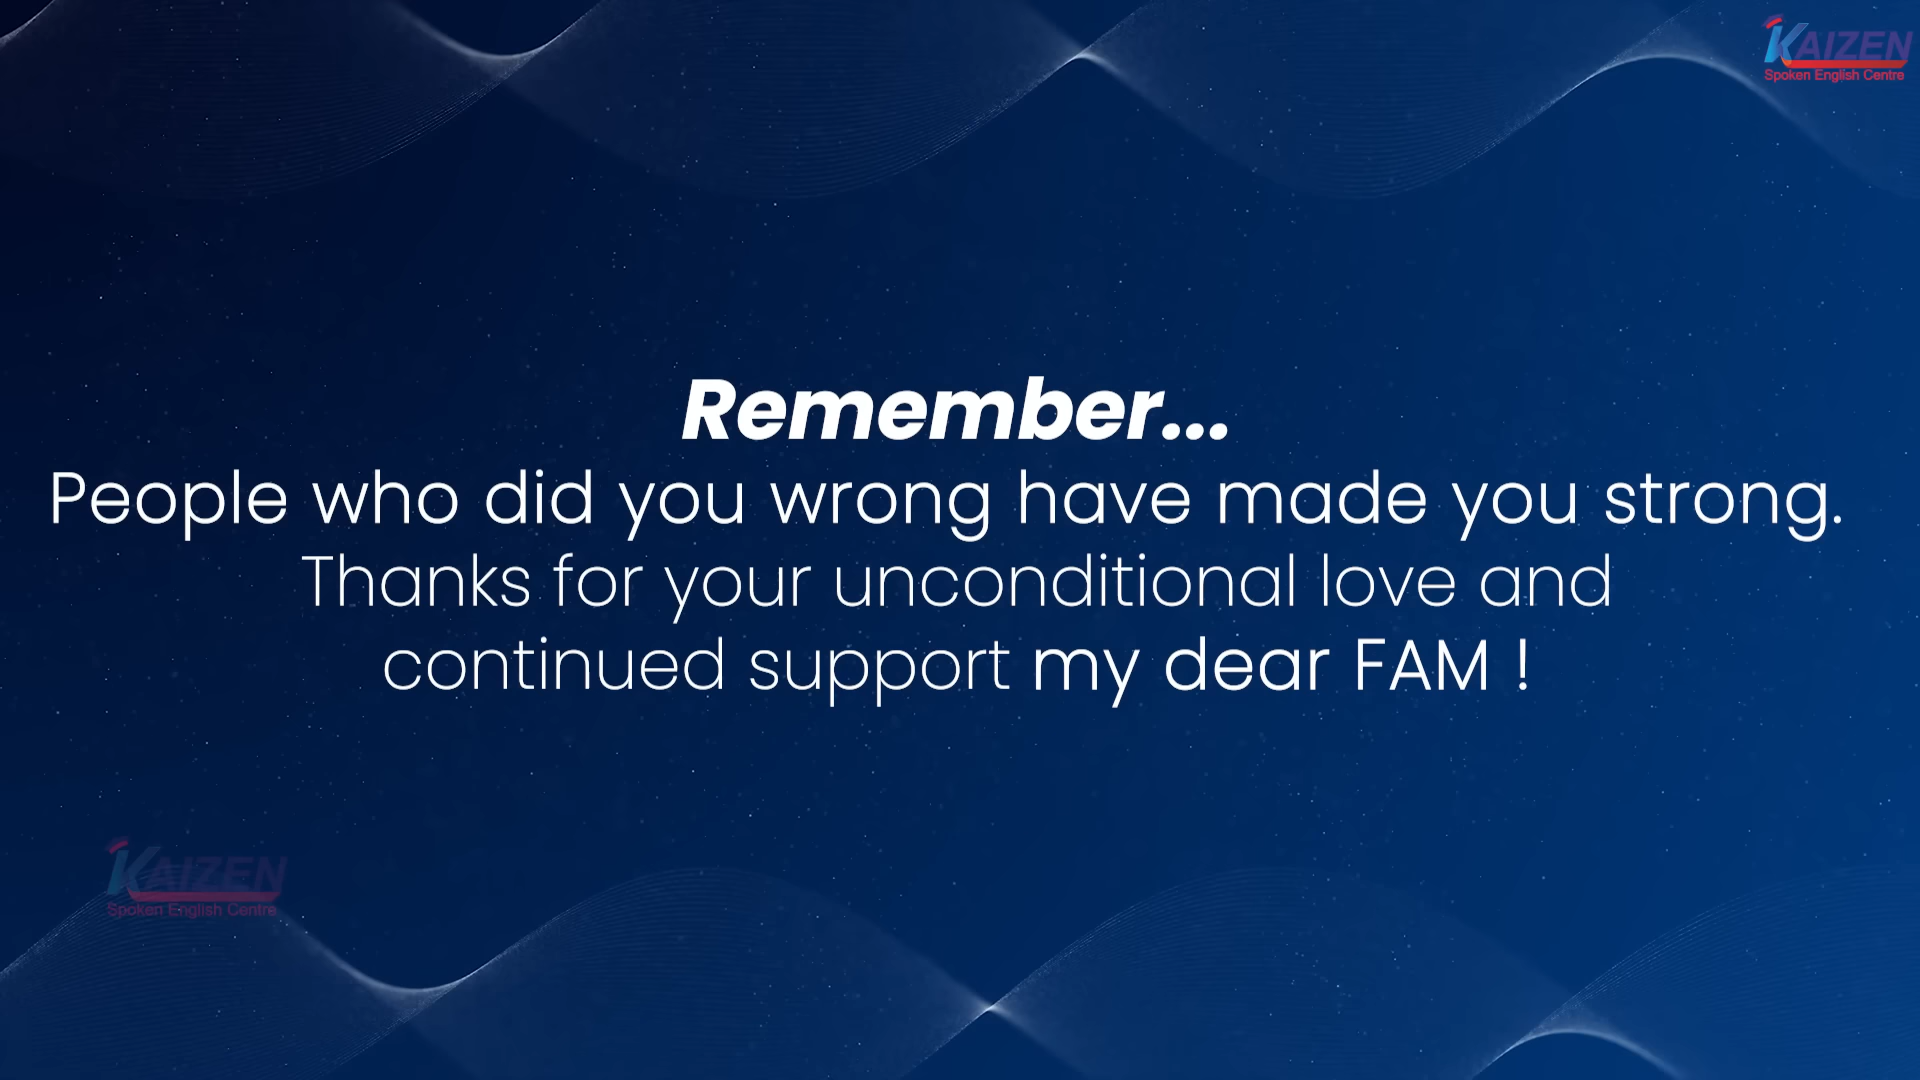 KAIZEN
Spoken English Centre
Remember...
People who did you wrong have made you strong.
Thanks for your unconditional love and
continued support my dear FAM !
KAIZEN
Spoken English Centre